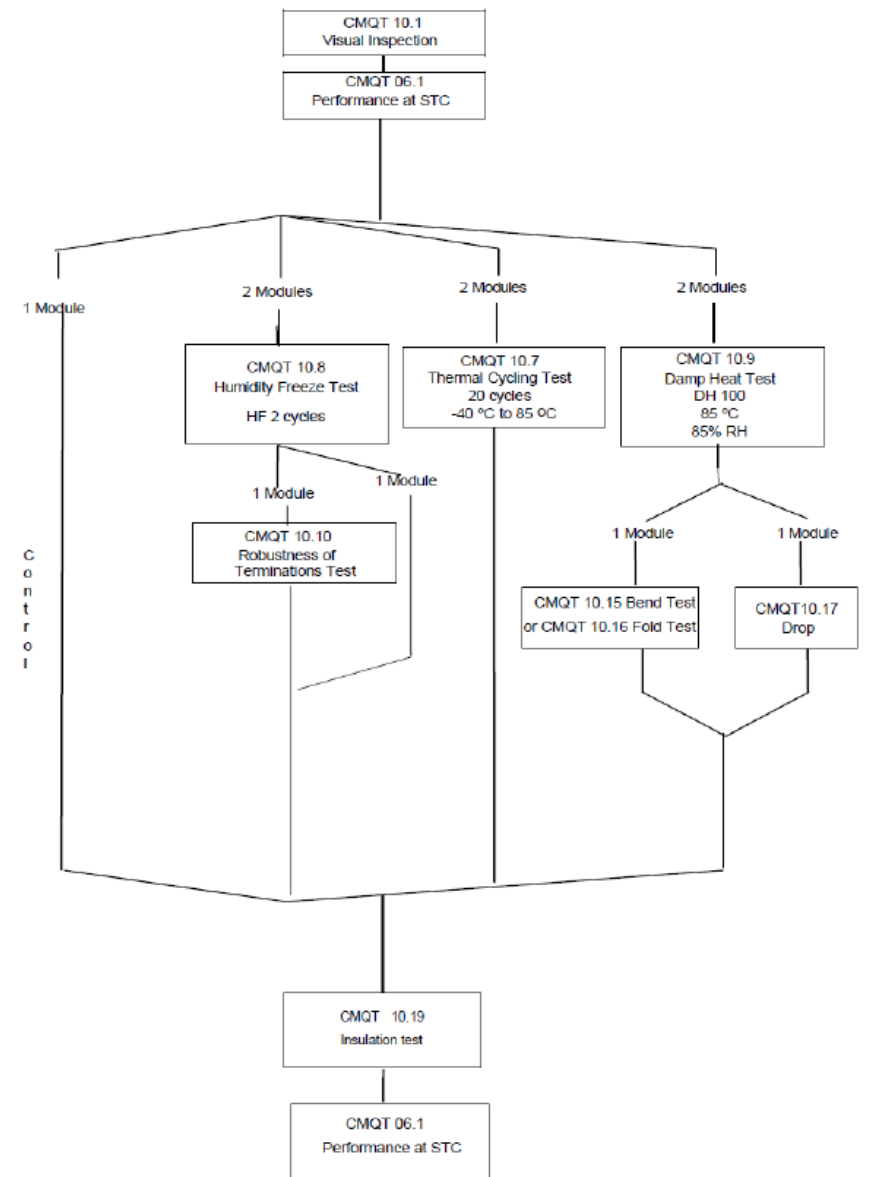 CMQT 10.1
Visual Inspection
CMQT 06.1
Performance at STC
1 Module
2 Modules
2 Modules
2 Modules
CMQT 10.8
Humidity Freeze Test
HF 2 cycles
CMQT 10.7
Thermal Cycling Test
20 cycles
-40 ºC to 85 ºC
CMQT 10.9
Damp Heat Test
DH 100
85 ºC
85% RH
1 Module
1 Module
CMQT 10.10
Robustness of
Terminations Test
1 Module
1 Module
CMQT 10.15 Bend Test
or CMQT 10.16 Fold Test
CMQT10.17
Drop
Control
CMQT 10.19
Insulation test
CMQT 06.1
Performance at STC